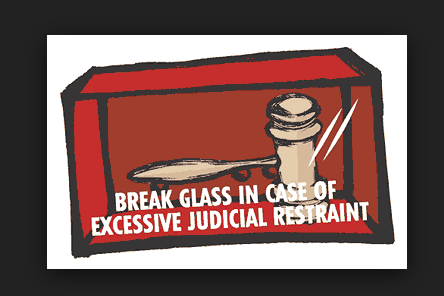 BREAK GLASS IN CASE OF
EXCESSIVE JUDICIAL RESTRAINT